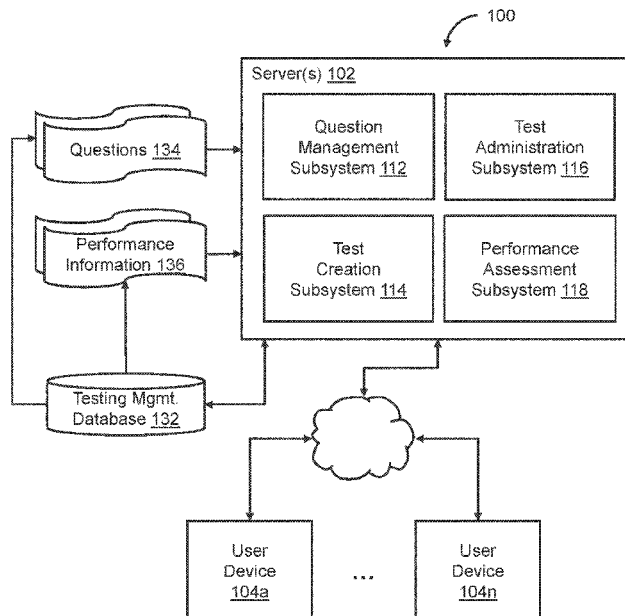 100
Server(s) 102
Question
Management
Subsystem 112
Test
Administration
Subsystem 116
Test
Creation
Subsystem 114
Performance
Assessment
Subsystem 118
Questions 134
Performance
Information 136
Testing Mgmt.
Database 132
User
Device
104a
...
User
Device
104n